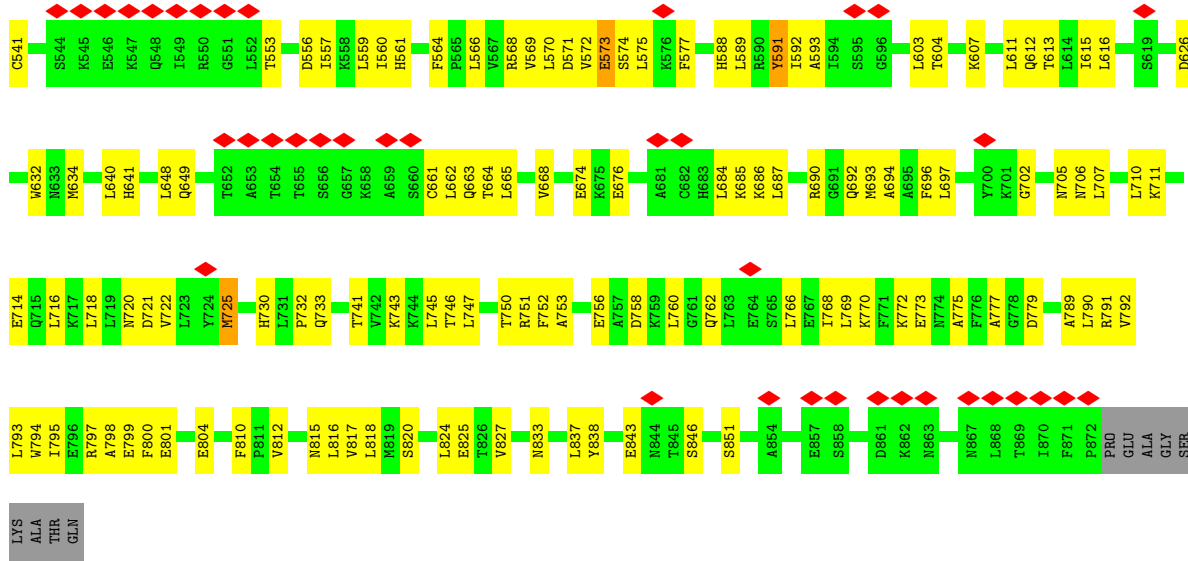 C541 S544 K545 E546 K547 Q548 I549 R550 G551 L552 T553 D556 I557 K558 L559 I560 H561 F564 P565 L566 V567 R568 V569 L570 D571 V572 E573 S574 L575 K576 F577 H588 L589 R590 Y591 I592 A593 I594 S595 G596 L603 T604 K607 L611 Q612 T613 L614 I615 L616 S619 D626
W632 N633 M634 L640 H641 L648 Q649 T652 A653 T654 T655 S656 G657 K658 A659 S660 C661 L662 Q663 T664 L665 V668 E674 K675 E676 A681 C682 H683 L684 K685 K686 L687 R690 G691 Q692 M693 A694 A695 F696 L697 Y700 K701 G702 N705 N706 L707 L710 K711
E714 Q715 L716 K717 L718 L719 N720 D721 V722 L723 Y724 M725 H730 L731 P732 Q733 T741 V742 K743 K744 L745 T746 L747 T750 R751 F752 A753 E756 A757 D758 K759 L760 G761 Q762 L763 E764 S765 L766 E767 I768 L769 K770 F771 K772 E773 N774 A775 F776 A777 G778 D779 A789 L790 R791 V792
L793 W794 I795 E796 R797 A798 E799 F800 E801 E804 F810 P811 V812 N815 L816 V817 L818 M819 S820 L824 E825 T826 V827 N833 L837 Y838 E843 N844 T845 S846 S851 A854 E857 S858 D861 K862 N863 N867 L868 T869 I870 F871 P872 PRO GLU ALA GLY SER
LYS ALA THR GLN